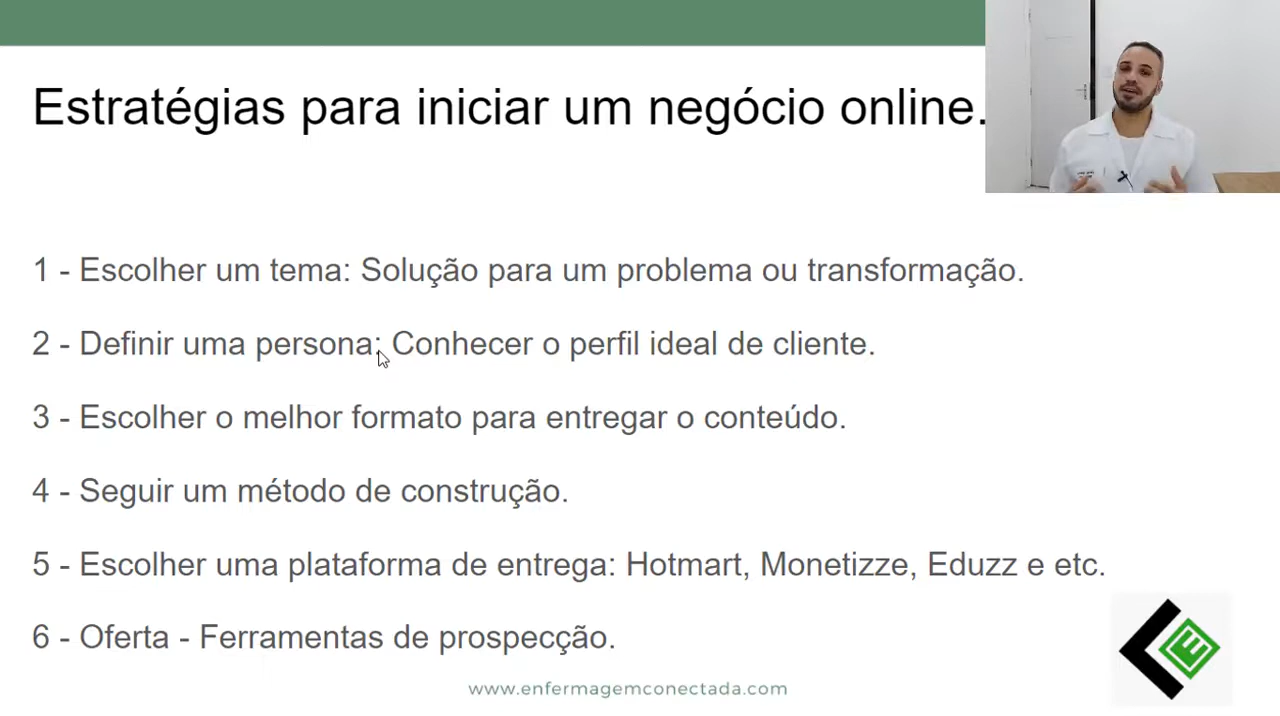 Estratégias para iniciar um negócio online.
1 - Escolher um tema: Solução para um problema ou transformação.
2 - Definir uma persona: Conhecer o perfil ideal de cliente.
3 - Escolher o melhor formato para entregar o conteúdo.
4 - Seguir um método de construção.
5 - Escolher uma plataforma de entrega: Hotmart, Monetizze, Eduzz e etc.
6 - Oferta - Ferramentas de prospecção.
www.enfermagemconectada.com
E